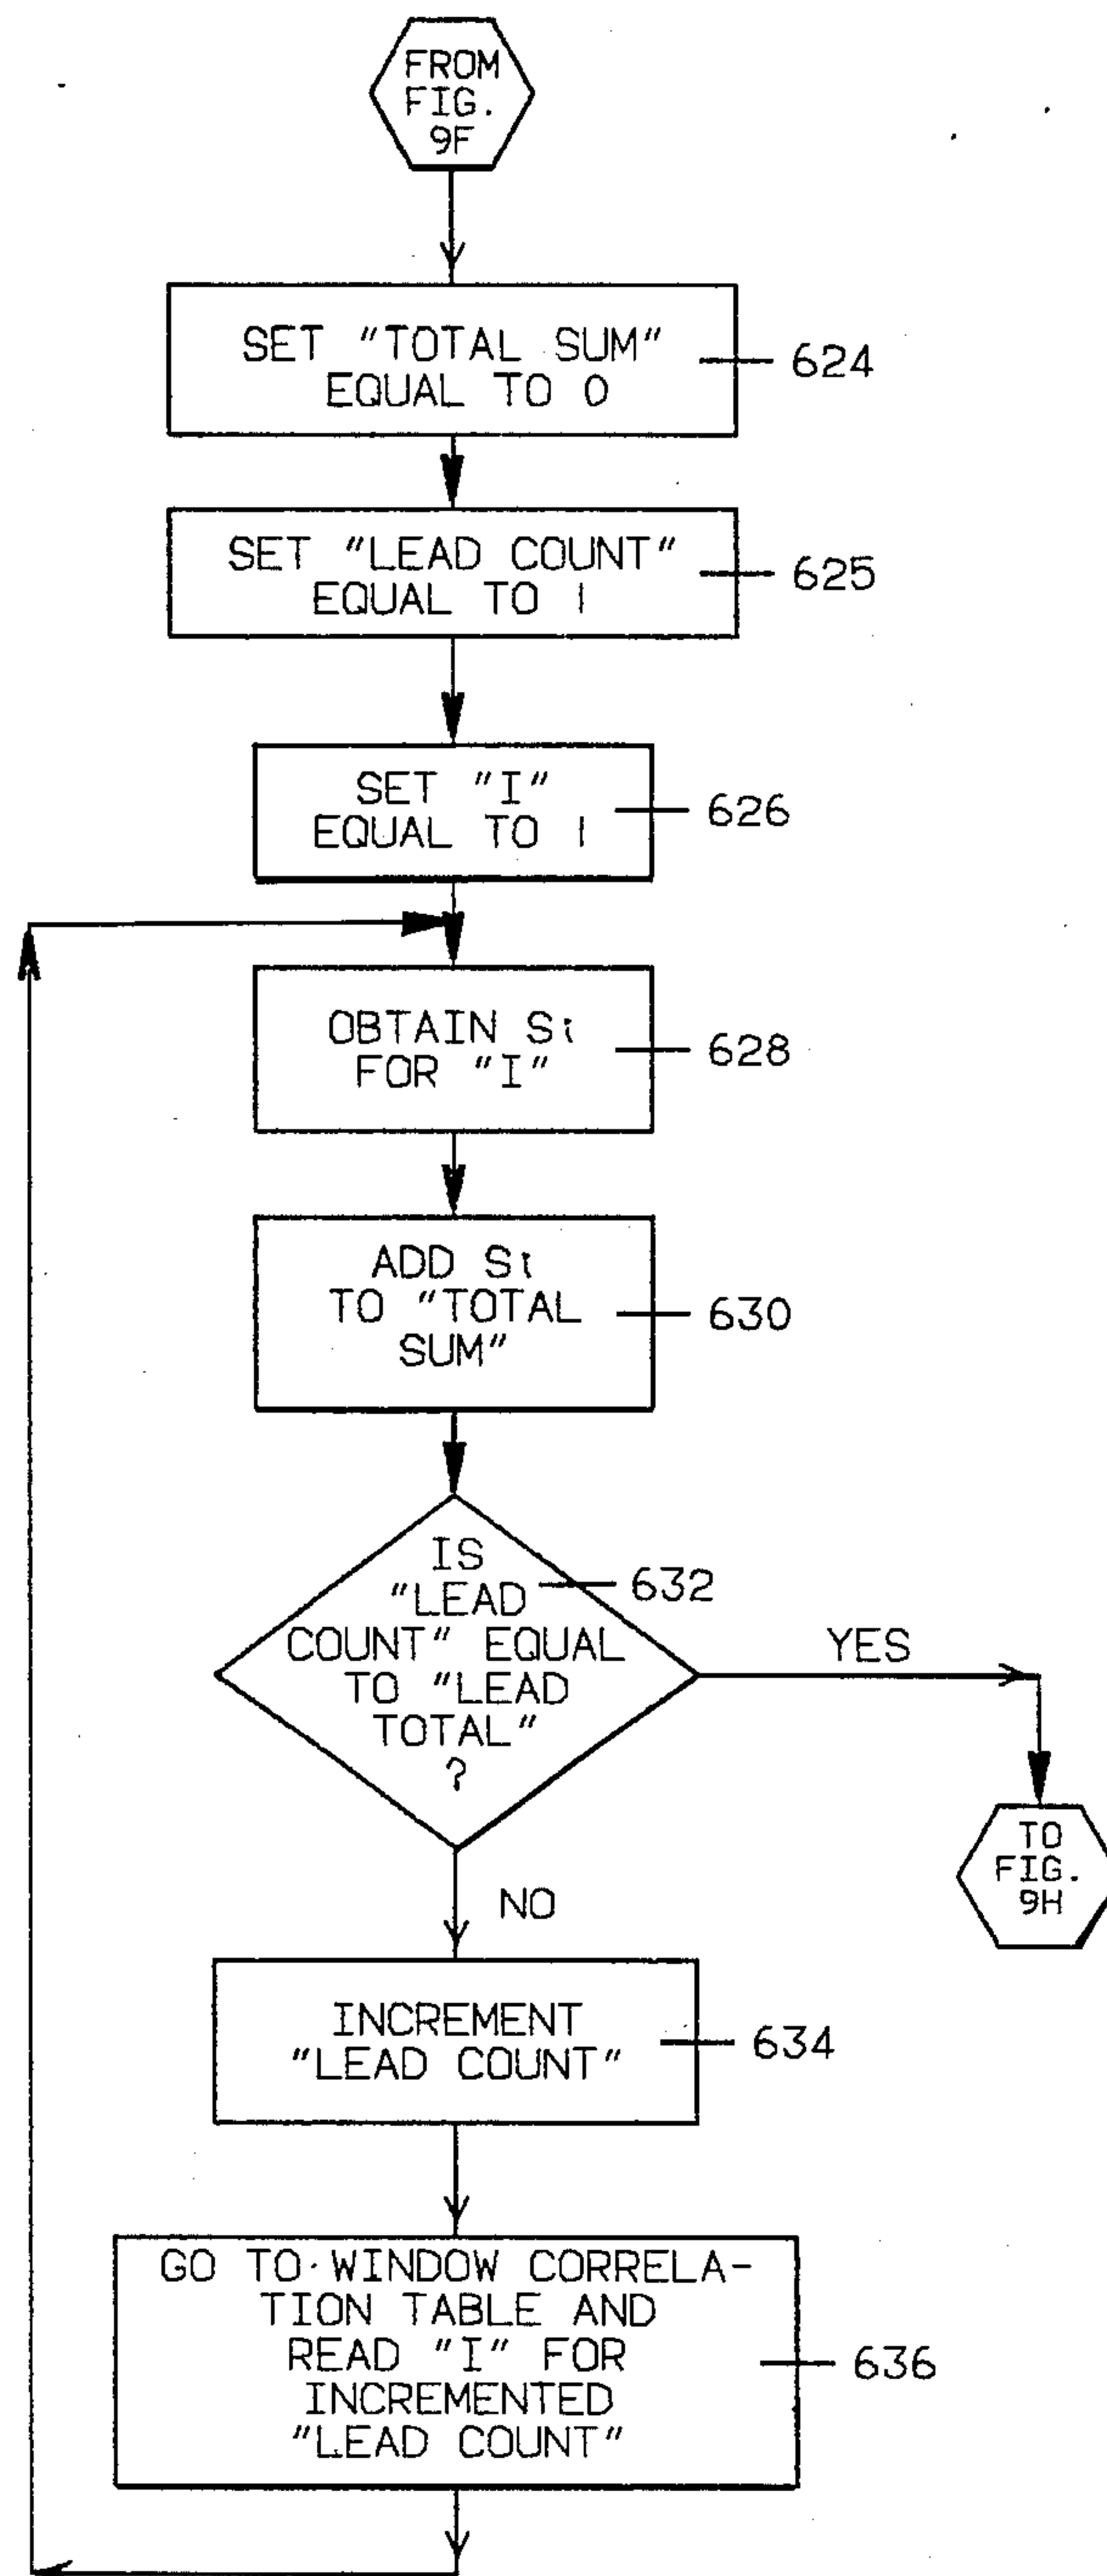 FROM
FIG.
9F
SET "TOTAL SUM"
EQUAL TO 0
624
SET "LEAD COUNT"
EQUAL TO 1
625
SET "I"
EQUAL TO 1
626
OBTAIN Si
FOR "I"
628
ADD Si
TO "TOTAL
SUM"
630
IS
"LEAD
COUNT" EQUAL
TO "LEAD
TOTAL"
?
632
YES
TO
FIG.
9H
NO
INCREMENT
"LEAD COUNT"
634
GO TO WINDOW CORRELA-
TION TABLE AND
READ "I" FOR
INCREMENTED
"LEAD COUNT"
636